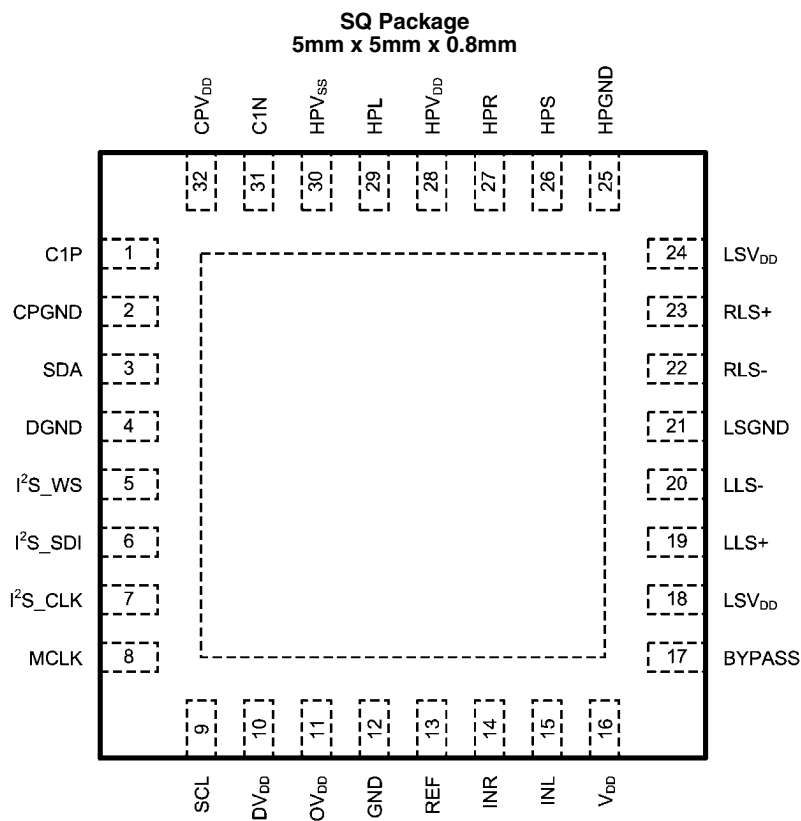 SQ Package
5mm x 5mm x 0.8mm
CPVDD
C1N
HPVSS
HPL
HPVDD
HPR
HPS
HPGND
32
31
30
29
28
27
26
25
C1P 1
24 LSVDD
CPGND 2
23 RLS+
SDA 3
22 RLS-
DGND 4
21 LSGND
I²S_WS 5
20 LLS-
I²S_SDI 6
19 LLS+
I²S_CLK 7
18 LSVDD
MCLK 8
17 BYPASS
9
10
11
12
13
14
15
16
SCL
DVDD
OVDD
GND
REF
INR
INL
VDD